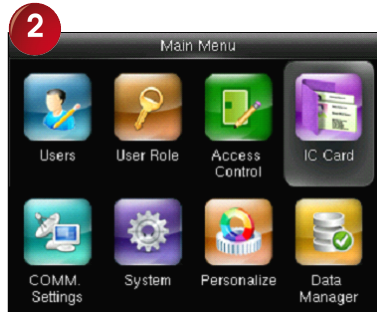 2
Main Menu
Users
User Role
Access
Control
IC Card
COMM.
Settings
System
Personalize
Data
Manager